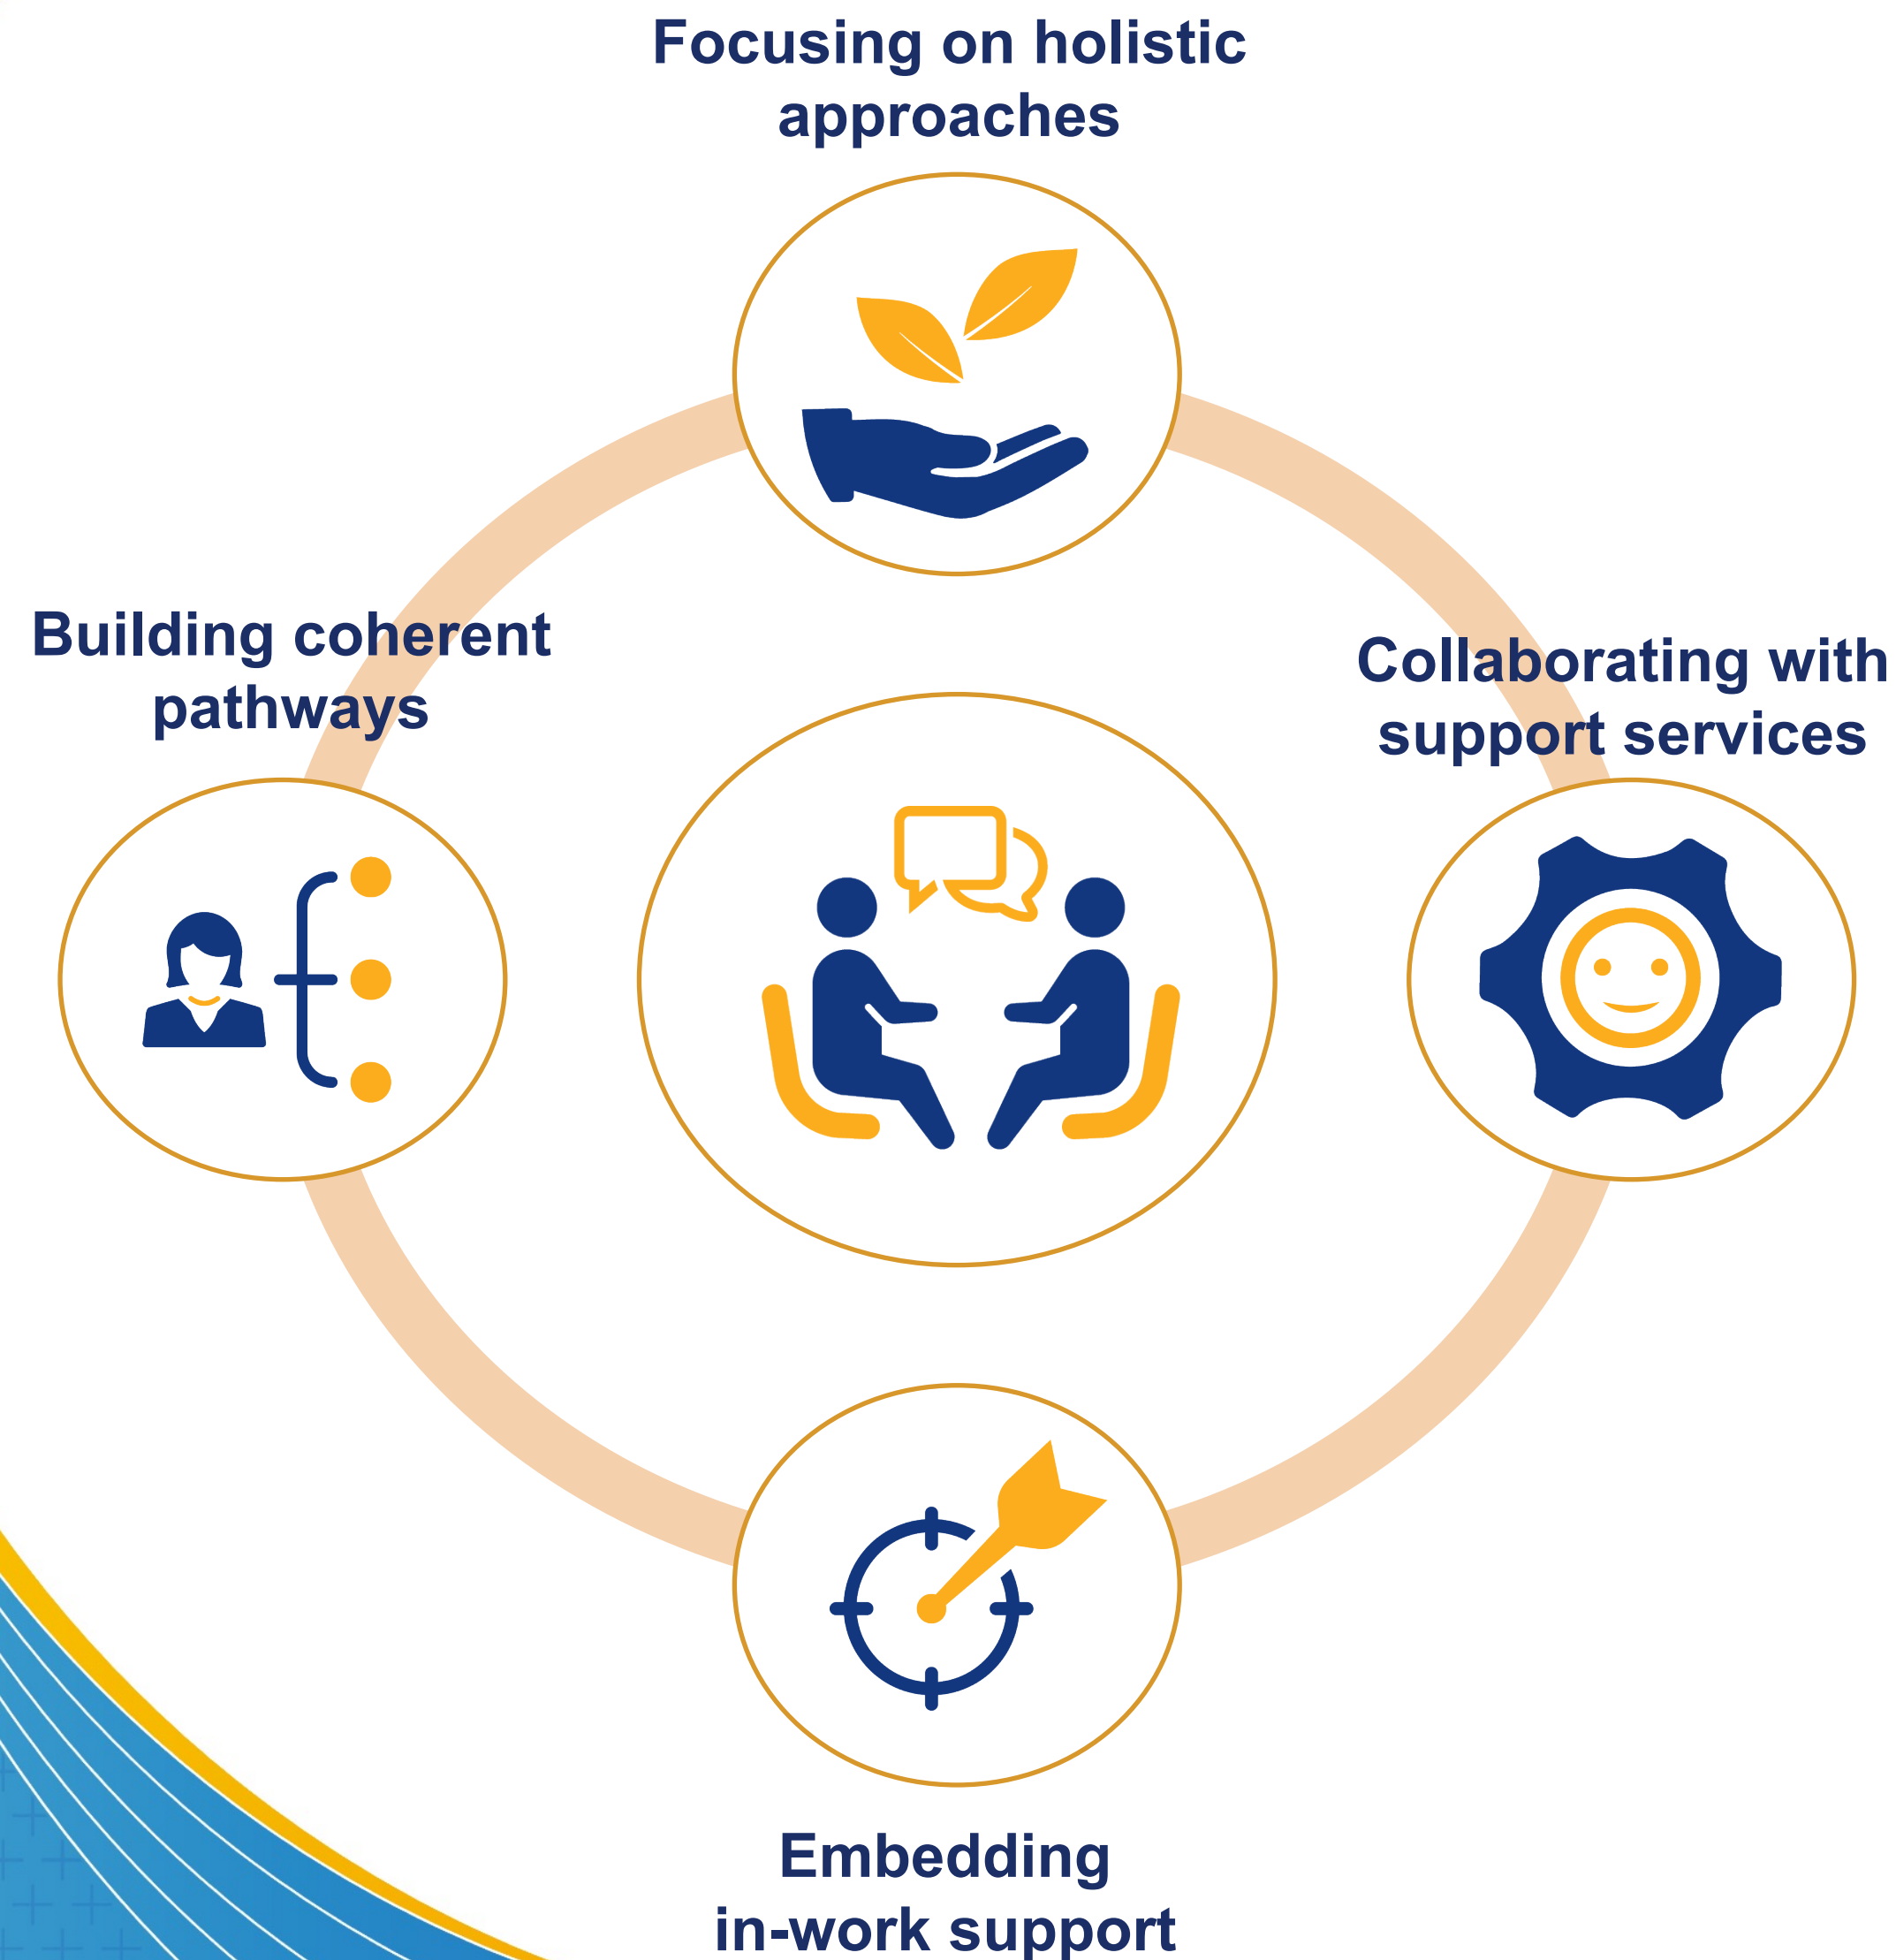 Focusing on holistic
approaches
Building coherent
pathways
Collaborating with
support services
Embedding
in-work support